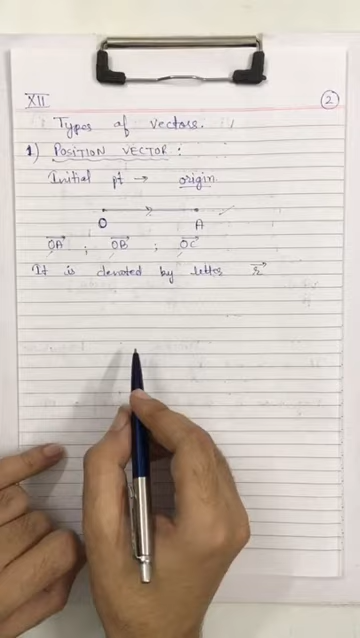 XII
2
Types of vectors.
1) POSITION VECTOR :
Initial pt → origin.
O A
OA⃗ ; OB⃗ ; OC⃗
It is denoted by letter r⃗